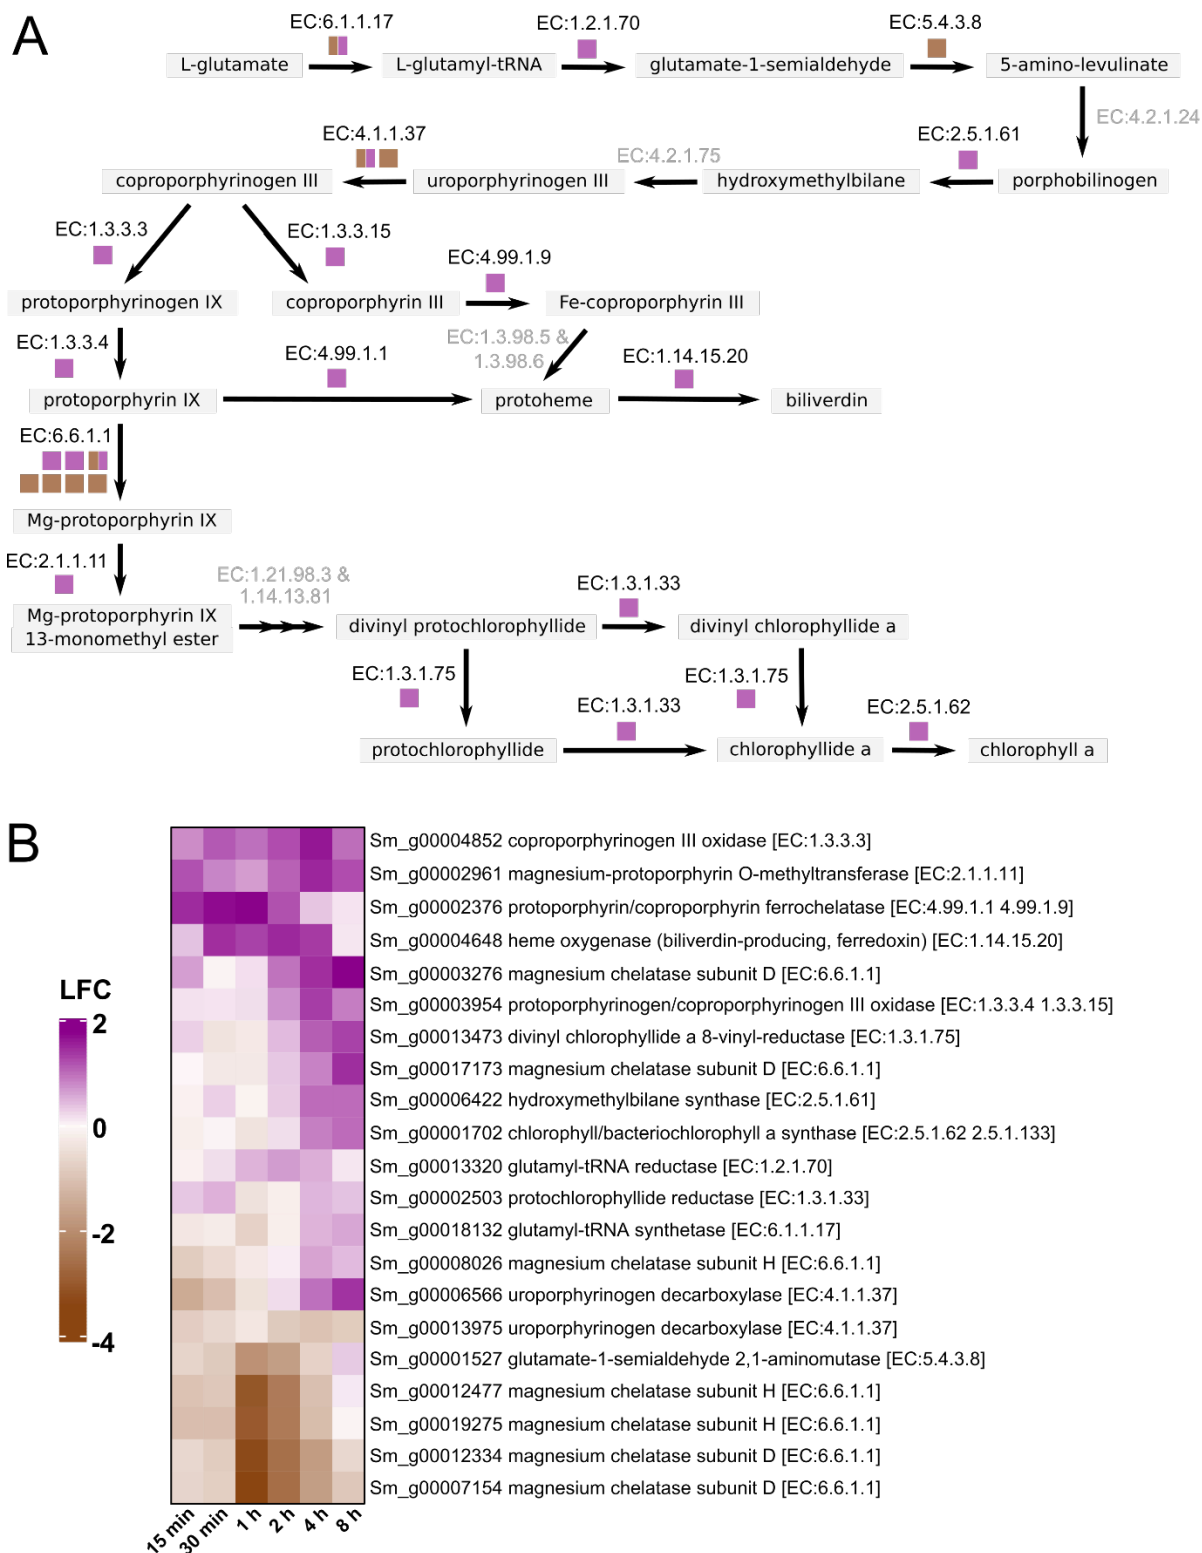 A
EC:6.1.1.17
EC:1.2.1.70
EC:5.4.3.8
L-glutamate
L-glutamyl-tRNA
glutamate-1-semialdehyde
5-amino-levulinate
EC:4.2.1.24
EC:4.1.1.37
EC:4.2.1.75
EC:2.5.1.61
coproporphyrinogen III
uroporphyrinogen III
hydroxymethylbilane
porphobilinogen
EC:1.3.3.3
EC:1.3.3.15
EC:4.99.1.9
protoporphyrinogen IX
coproporphyrin III
Fe-coproporphyrin III
EC:1.3.3.4
EC:4.99.1.1
EC:1.3.98.5 &
1.3.98.6
EC:1.14.15.20
protoporphyrin IX
protoheme
biliverdin
EC:6.6.1.1
Mg-protoporphyrin IX
EC:2.1.1.11
EC:1.21.98.3 &
1.14.13.81
EC:1.3.1.33
Mg-protoporphyrin IX
13-monomethyl ester
divinyl protochlorophyllide
divinyl chlorophyllide a
EC:1.3.1.75
EC:1.3.1.75
EC:1.3.1.33
EC:2.5.1.62
protochlorophyllide
chlorophyllide a
chlorophyll a
B
Sm_g00004852 coproporphyrinogen III oxidase [EC:1.3.3.3]
Sm_g00002961 magnesium-protoporphyrin O-methyltransferase [EC:2.1.1.11]
Sm_g00002376 protoporphyrin/coproporphyrin ferrochelatase [EC:4.99.1.1 4.99.1.9]
Sm_g00004648 heme oxygenase (biliverdin-producing, ferredoxin) [EC:1.14.15.20]
Sm_g00003276 magnesium chelatase subunit D [EC:6.6.1.1]
Sm_g00003954 protoporphyrinogen/coproporphyrinogen III oxidase [EC:1.3.3.4 1.3.3.15]
Sm_g00013473 divinyl chlorophyllide a 8-vinyl-reductase [EC:1.3.1.75]
Sm_g00017173 magnesium chelatase subunit D [EC:6.6.1.1]
Sm_g00006422 hydroxymethylbilane synthase [EC:2.5.1.61]
Sm_g00001702 chlorophyll/bacteriochlorophyll a synthase [EC:2.5.1.62 2.5.1.133]
Sm_g00013320 glutamyl-tRNA reductase [EC:1.2.1.70]
Sm_g00002503 protochlorophyllide reductase [EC:1.3.1.33]
Sm_g00018132 glutamyl-tRNA synthetase [EC:6.1.1.17]
Sm_g00008026 magnesium chelatase subunit H [EC:6.6.1.1]
Sm_g00006566 uroporphyrinogen decarboxylase [EC:4.1.1.37]
Sm_g00013975 uroporphyrinogen decarboxylase [EC:4.1.1.37]
Sm_g00001527 glutamate-1-semialdehyde 2,1-aminomutase [EC:5.4.3.8]
Sm_g00012477 magnesium chelatase subunit H [EC:6.6.1.1]
Sm_g00019275 magnesium chelatase subunit H [EC:6.6.1.1]
Sm_g00012334 magnesium chelatase subunit D [EC:6.6.1.1]
Sm_g00007154 magnesium chelatase subunit D [EC:6.6.1.1]
LFC
2
0
-2
-4
15 min
30 min
1 h
2 h
4 h
8 h